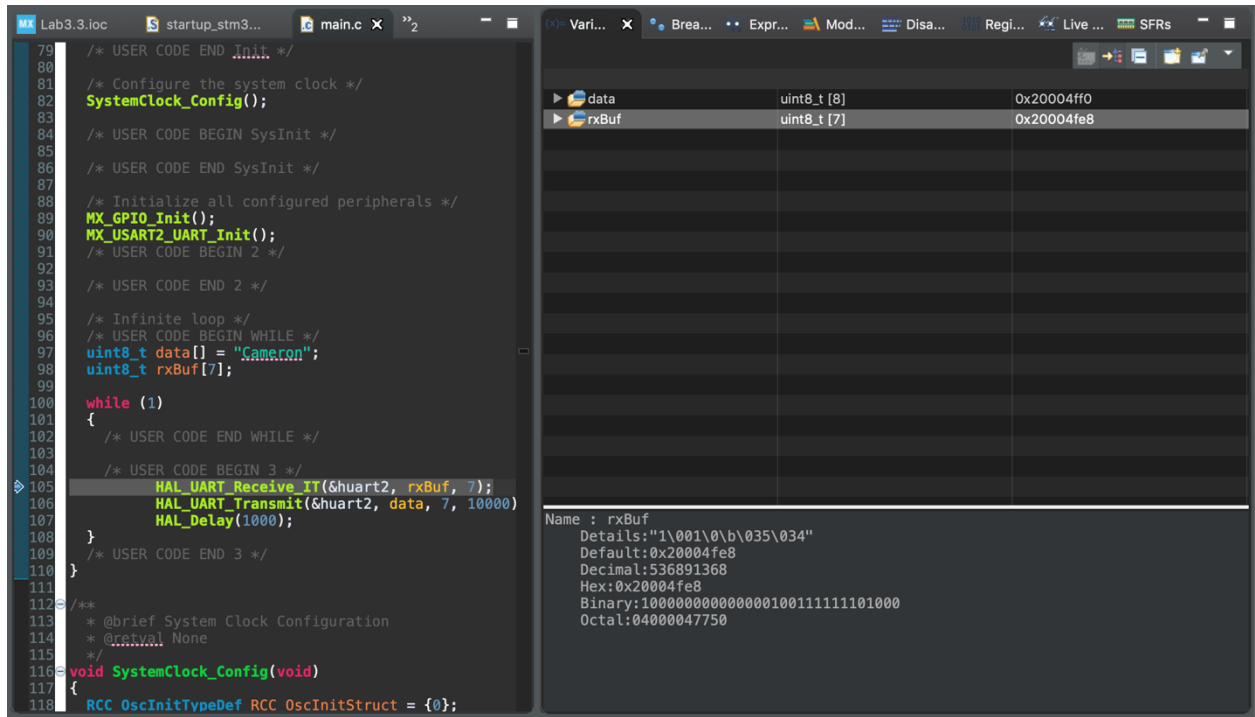 MX Lab3.3.ioc startup_stm3... main.c 2
79 /* USER CODE END Init */
80
81 /* Configure the system clock */
82 SystemClock_Config();
83
84 /* USER CODE BEGIN SysInit */
85
86 /* USER CODE END SysInit */
87
88 /* Initialize all configured peripherals */
89 MX_GPIO_Init();
90 MX_USART2_UART_Init();
91 /* USER CODE BEGIN 2 */
92
93 /* USER CODE END 2 */
94
95 /* Infinite loop */
96 /* USER CODE BEGIN WHILE */
97 uint8_t data[] = "Cameron";
98 uint8_t rxBuf[7];
99
100 while (1)
101 {
102 /* USER CODE END WHILE */
103
104 /* USER CODE BEGIN 3 */
105 HAL_UART_Receive_IT(&huart2, rxBuf, 7);
106 HAL_UART_Transmit(&huart2, data, 7, 10000)
107 HAL_Delay(1000);
108 }
109 /* USER CODE END 3 */
110 }
111
112 /**
113 * @brief System Clock Configuration
114 * @retval None
115 */
116 void SystemClock_Config(void)
117 {
118 RCC_OscInitTypeDef RCC_OscInitStruct = {0};
(x)= Vari... Brea... Expr... Mod... Disa... Regi... Live ... SFRs
data uint8_t [8] 0x20004ff0
rxBuf uint8_t [7] 0x20004fe8
Name : rxBuf
Details:"1\001\0\b\035\034"
Default:0x20004fe8
Decimal:536891368
Hex:0x20004fe8
Binary:100000000000000100111111101000
Octal:04000047750